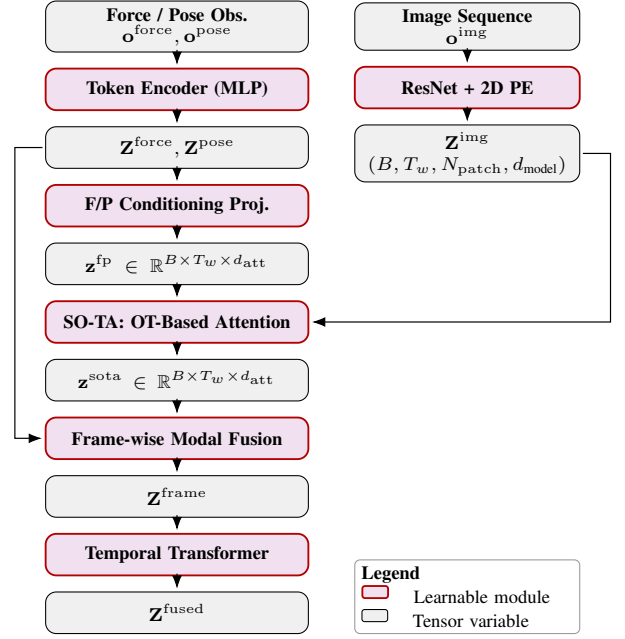 Force / Pose Obs.
o^force, o^pose
Token Encoder (MLP)
Z^force, Z^pose
F/P Conditioning Proj.
z^fp ∈ ℝ^{B×T_w×d_att}
SO-TA: OT-Based Attention
z^sota ∈ ℝ^{B×T_w×d_att}
Frame-wise Modal Fusion
Z^frame
Temporal Transformer
Z^fused
Image Sequence
o^img
ResNet + 2D PE
Z^img
(B, T_w, N_patch, d_model)
Legend
Learnable module
Tensor variable